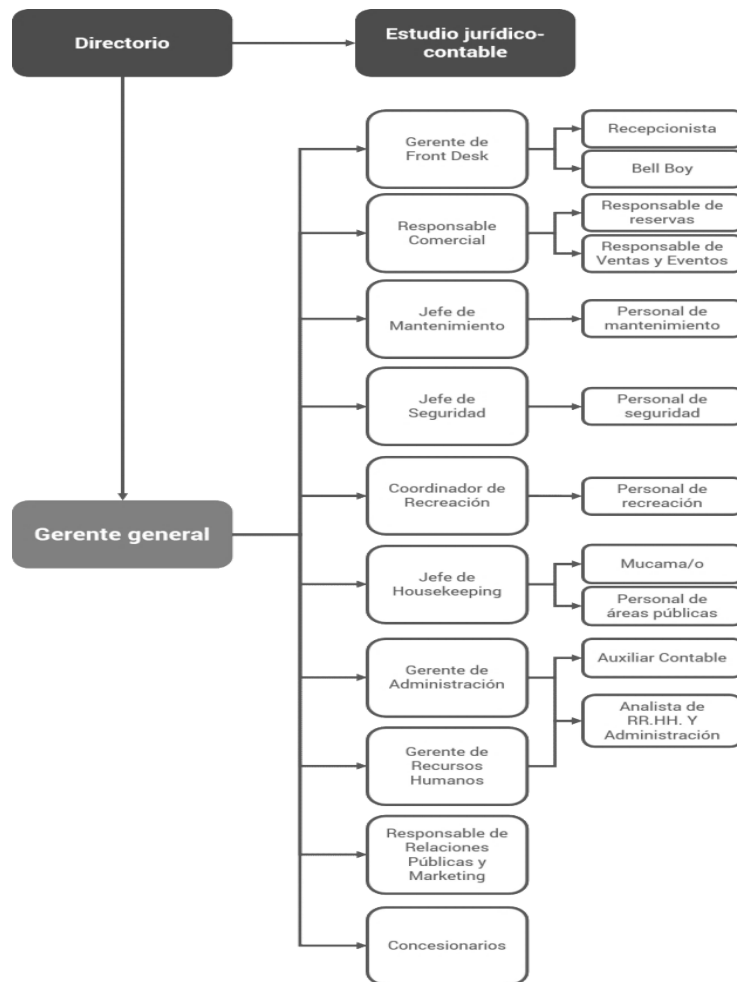 Directorio
Estudio jurídico-
contable
Gerente de
Front Desk
Recepcionista
Bell Boy
Responsable
Comercial
Responsable de
reservas
Responsable de
Ventas y Eventos
Jefe de
Mantenimiento
Personal de
mantenimiento
Jefe de
Seguridad
Personal de
seguridad
Coordinador de
Recreación
Personal de
recreación
Gerente general
Jefe de
Housekeeping
Mucama/o
Personal de
áreas públicas
Gerente de
Administración
Auxiliar Contable
Analista de
RR.HH. Y
Administración
Gerente de
Recursos
Humanos
Responsable de
Relaciones
Públicas y
Marketing
Concesionarios